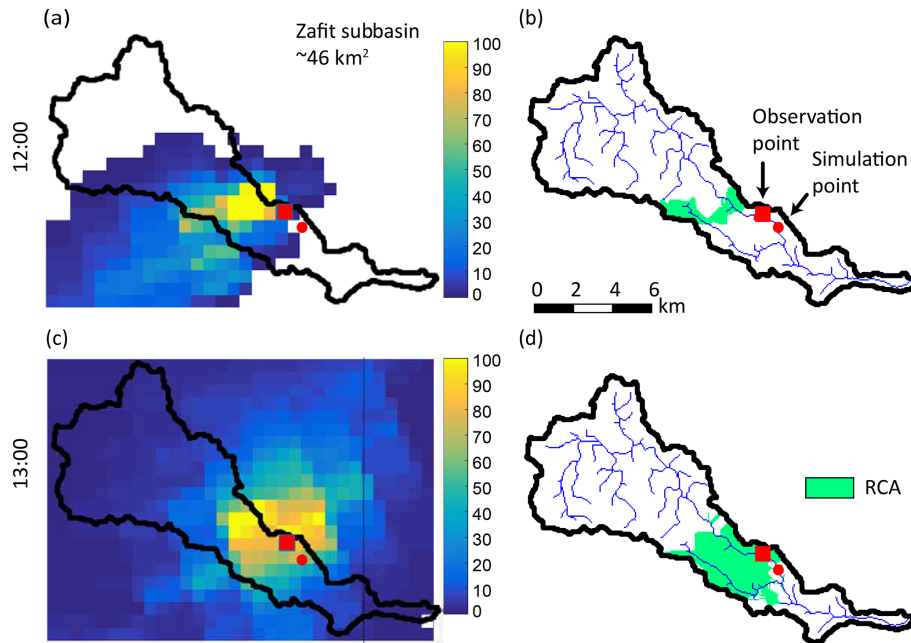 (a)
Zafit subbasin
~46 km²
100
90
80
70
60
50
40
30
20
10
0
12:00
(b)
Observation
point
Simulation
point
0 2 4 6
km
(c)
100
90
80
70
60
50
40
30
20
10
0
13:00
(d)
RCA